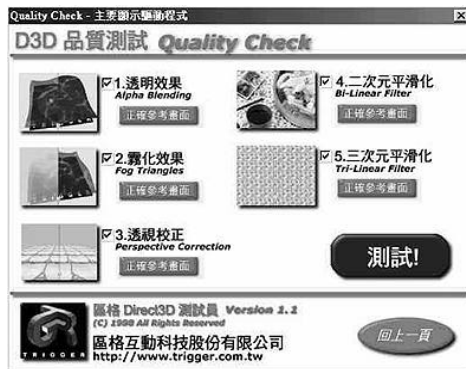 Quality Check - 主要顯示驅動程式
D3D 品質測試 Quality Check
1.透明效果
Alpha Blending
正確參考畫面
2.霧化效果
Fog Triangles
正確參考畫面
3.透視校正
Perspective Correction
正確參考畫面
4.二次元平滑化
Bi-Linear Filter
正確參考畫面
5.三次元平滑化
Tri-Linear Filter
正確參考畫面
測試!
TRIGGER
區格 Direct3D 測試員 Version 1.1
(C) 1998 All Rights Reserved
區格互動科技股份有限公司
http://www.trigger.com.tw
回上一頁